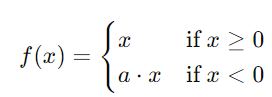 f(x) = { x if x ≥ 0
a · x if x < 0